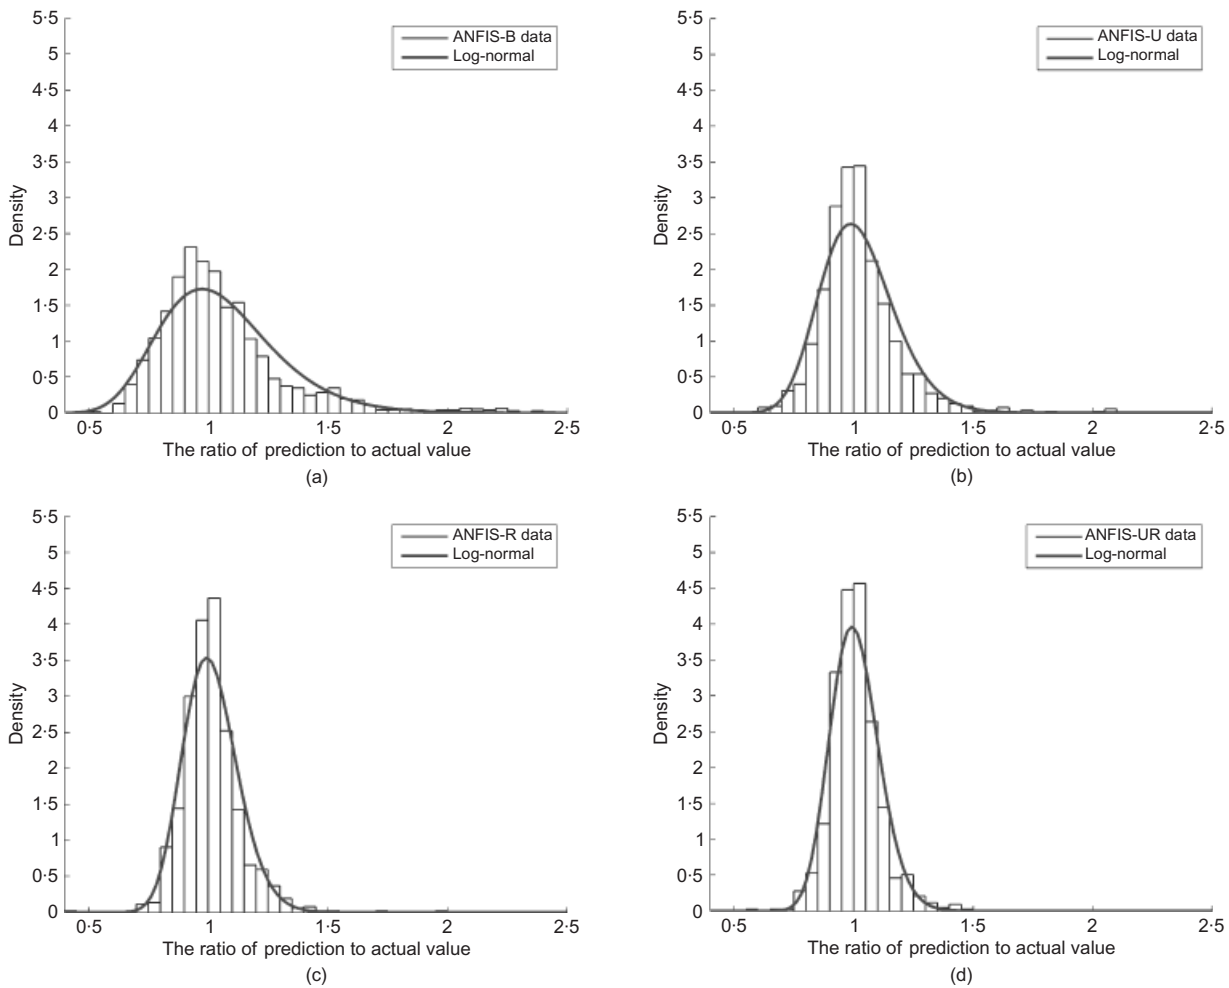 5·5
5
4·5
4
3·5
3
2·5
2
1·5
1
0·5
0
Density
ANFIS-B data
Log-normal
0·5 1 1·5 2 2·5
The ratio of prediction to actual value
(a)
5·5
5
4·5
4
3·5
3
2·5
2
1·5
1
0·5
0
Density
ANFIS-U data
Log-normal
0·5 1 1·5 2 2·5
The ratio of prediction to actual value
(b)
5·5
5
4·5
4
3·5
3
2·5
2
1·5
1
0·5
0
Density
ANFIS-R data
Log-normal
0·5 1 1·5 2 2·5
The ratio of prediction to actual value
(c)
5·5
5
4·5
4
3·5
3
2·5
2
1·5
1
0·5
0
Density
ANFIS-UR data
Log-normal
0·5 1 1·5 2 2·5
The ratio of prediction to actual value
(d)